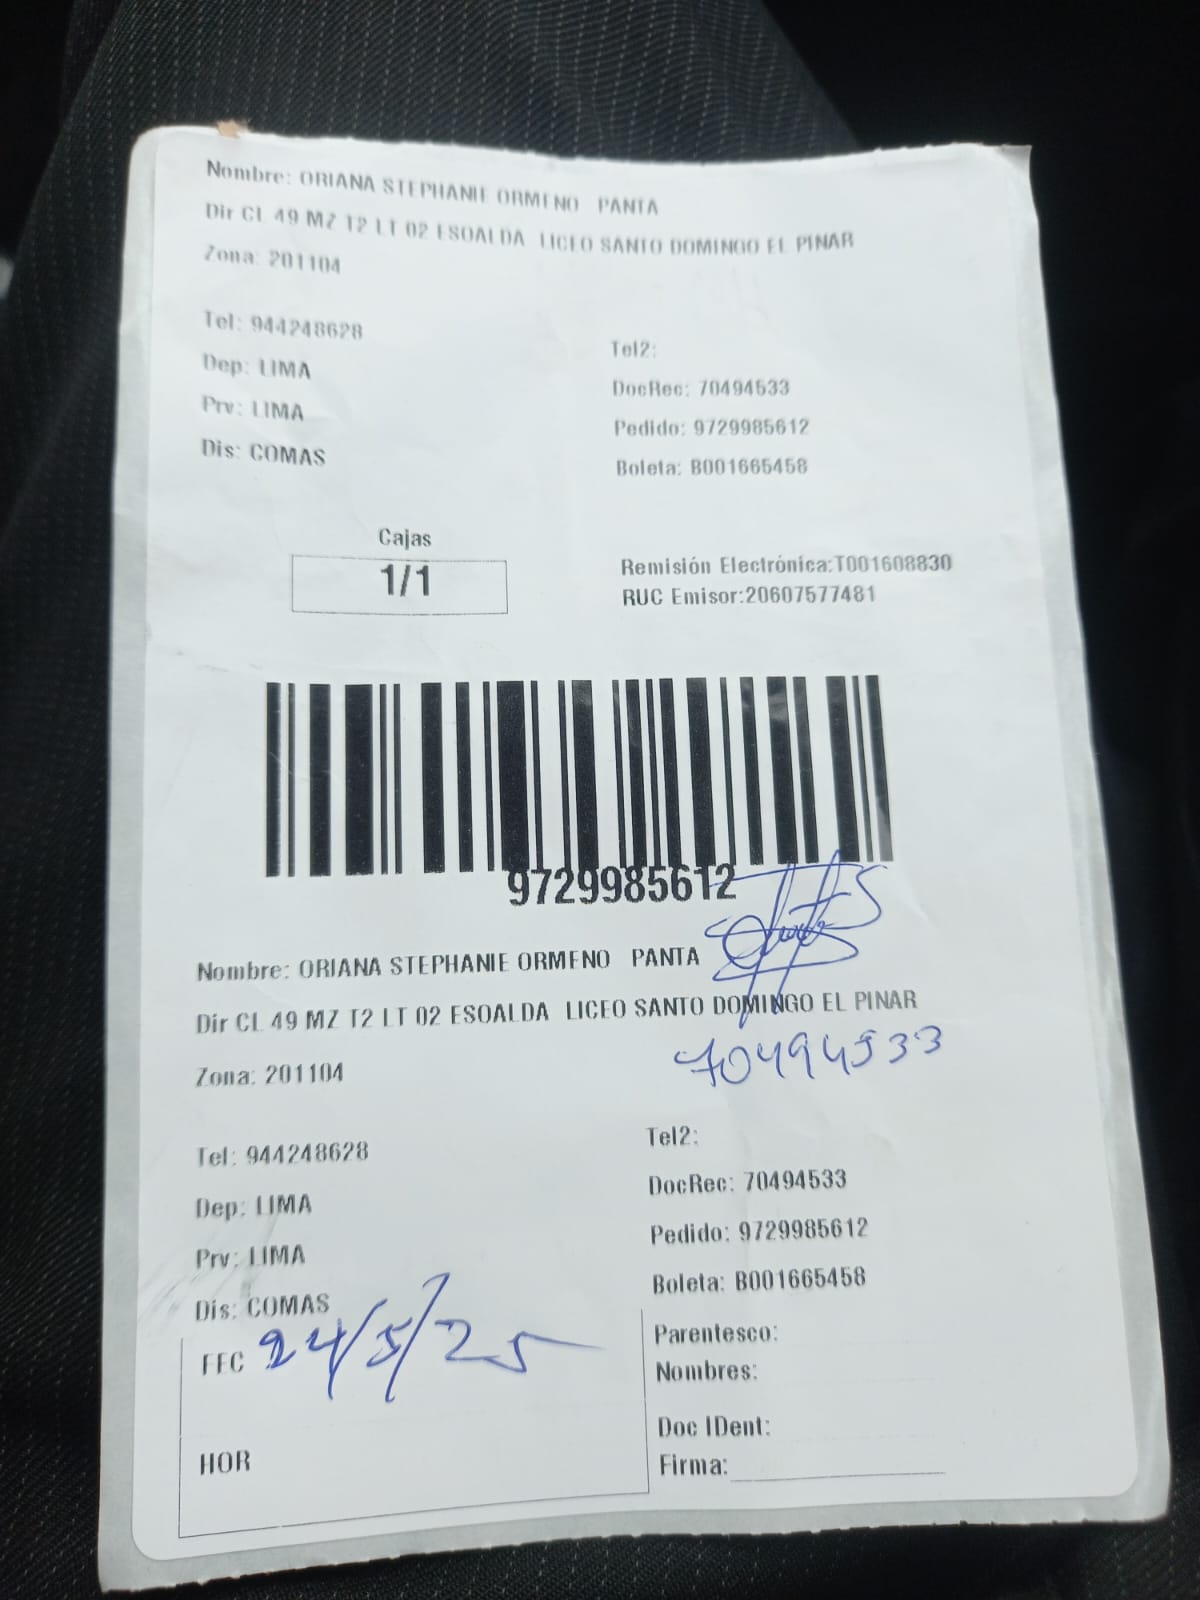 Nombre: ORIANA STEPHANIE ORMENO PANTA
Dir CL 49 MZ T2 LT 02 ESOALDA LICEO SANTO DOMINGO EL PINAR
Zona: 201104
Tel: 944248628
Tel2:
Dep: LIMA
DocRec: 70494533
Prv: LIMA
Pedido: 9729985612
Dis: COMAS
Boleta: B001665458
Cajas
1/1
Remisión Electrónica:T001608830
RUC Emisor:20607577481
9729985612
Nombre: ORIANA STEPHANIE ORMENO PANTA
Dir CL 49 MZ T2 LT 02 ESOALDA LICEO SANTO DOMINGO EL PINAR
70494533
Zona: 201104
Tel: 944248628
Tel2:
Dep: LIMA
DocRec: 70494533
Prv: LIMA
Pedido: 9729985612
Dis: COMAS
Boleta: B001665458
FEC 24/5/25
Parentesco:
Nombres:
Doc IDent:
HOR
Firma: